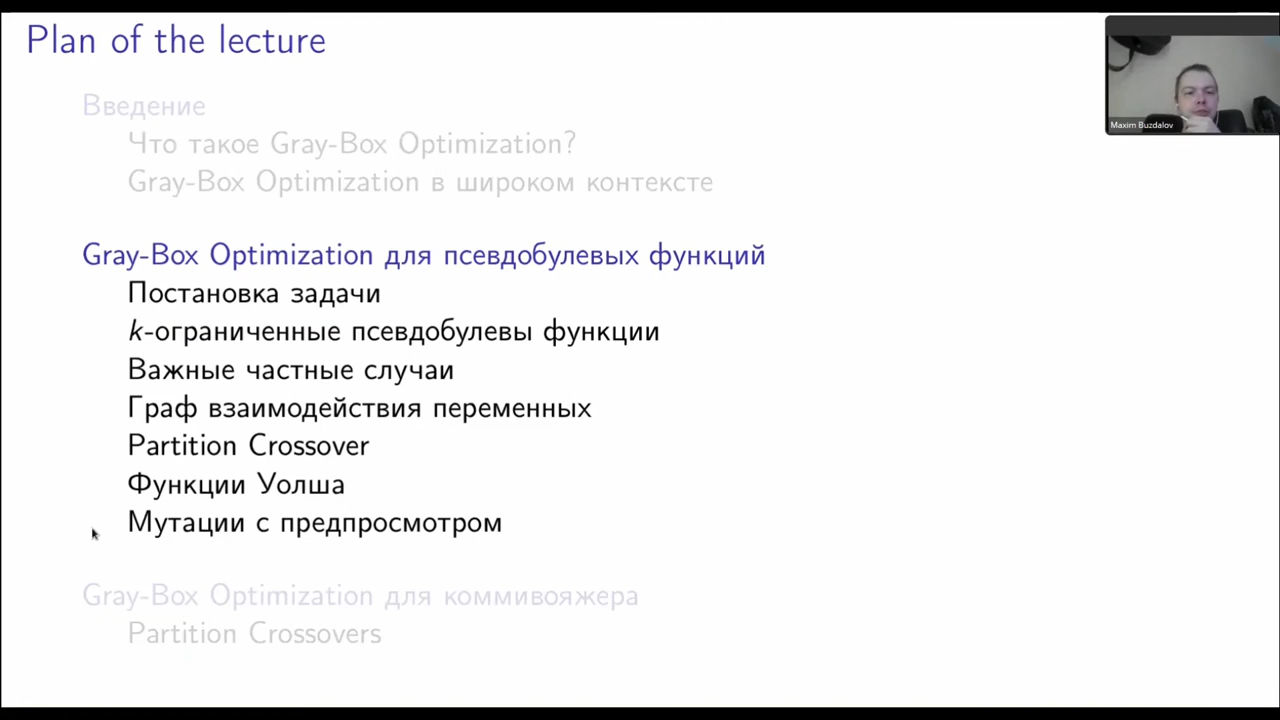 Plan of the lecture
Maxim Buzdalov
Введение
Что такое Gray-Box Optimization?
Gray-Box Optimization в широком контексте
Gray-Box Optimization для псевдобулевых функций
Постановка задачи
k-ограниченные псевдобулевы функции
Важные частные случаи
Граф взаимодействия переменных
Partition Crossover
Функции Уолша
Мутации с предпросмотром
Gray-Box Optimization для коммивояжера
Partition Crossovers